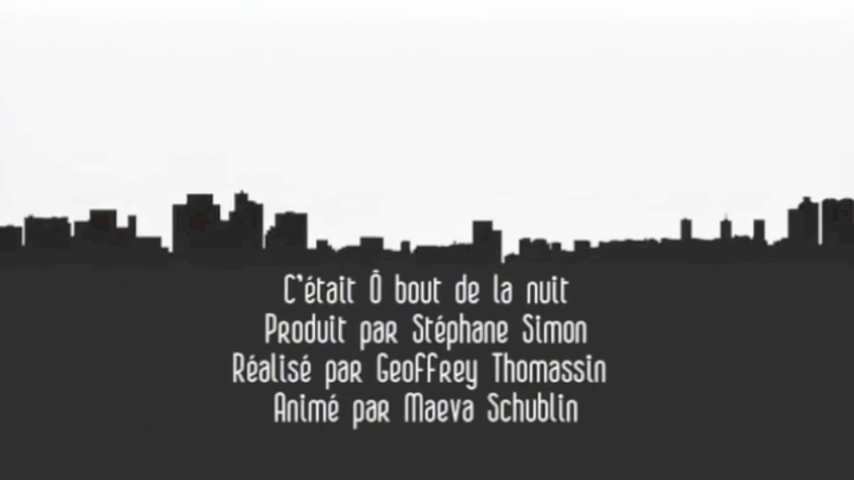 C'était Ô bout de la nuit
Produit par Stéphane Simon
Réalisé par Geoffrey Thomassin
Animé par Maeva Schublin